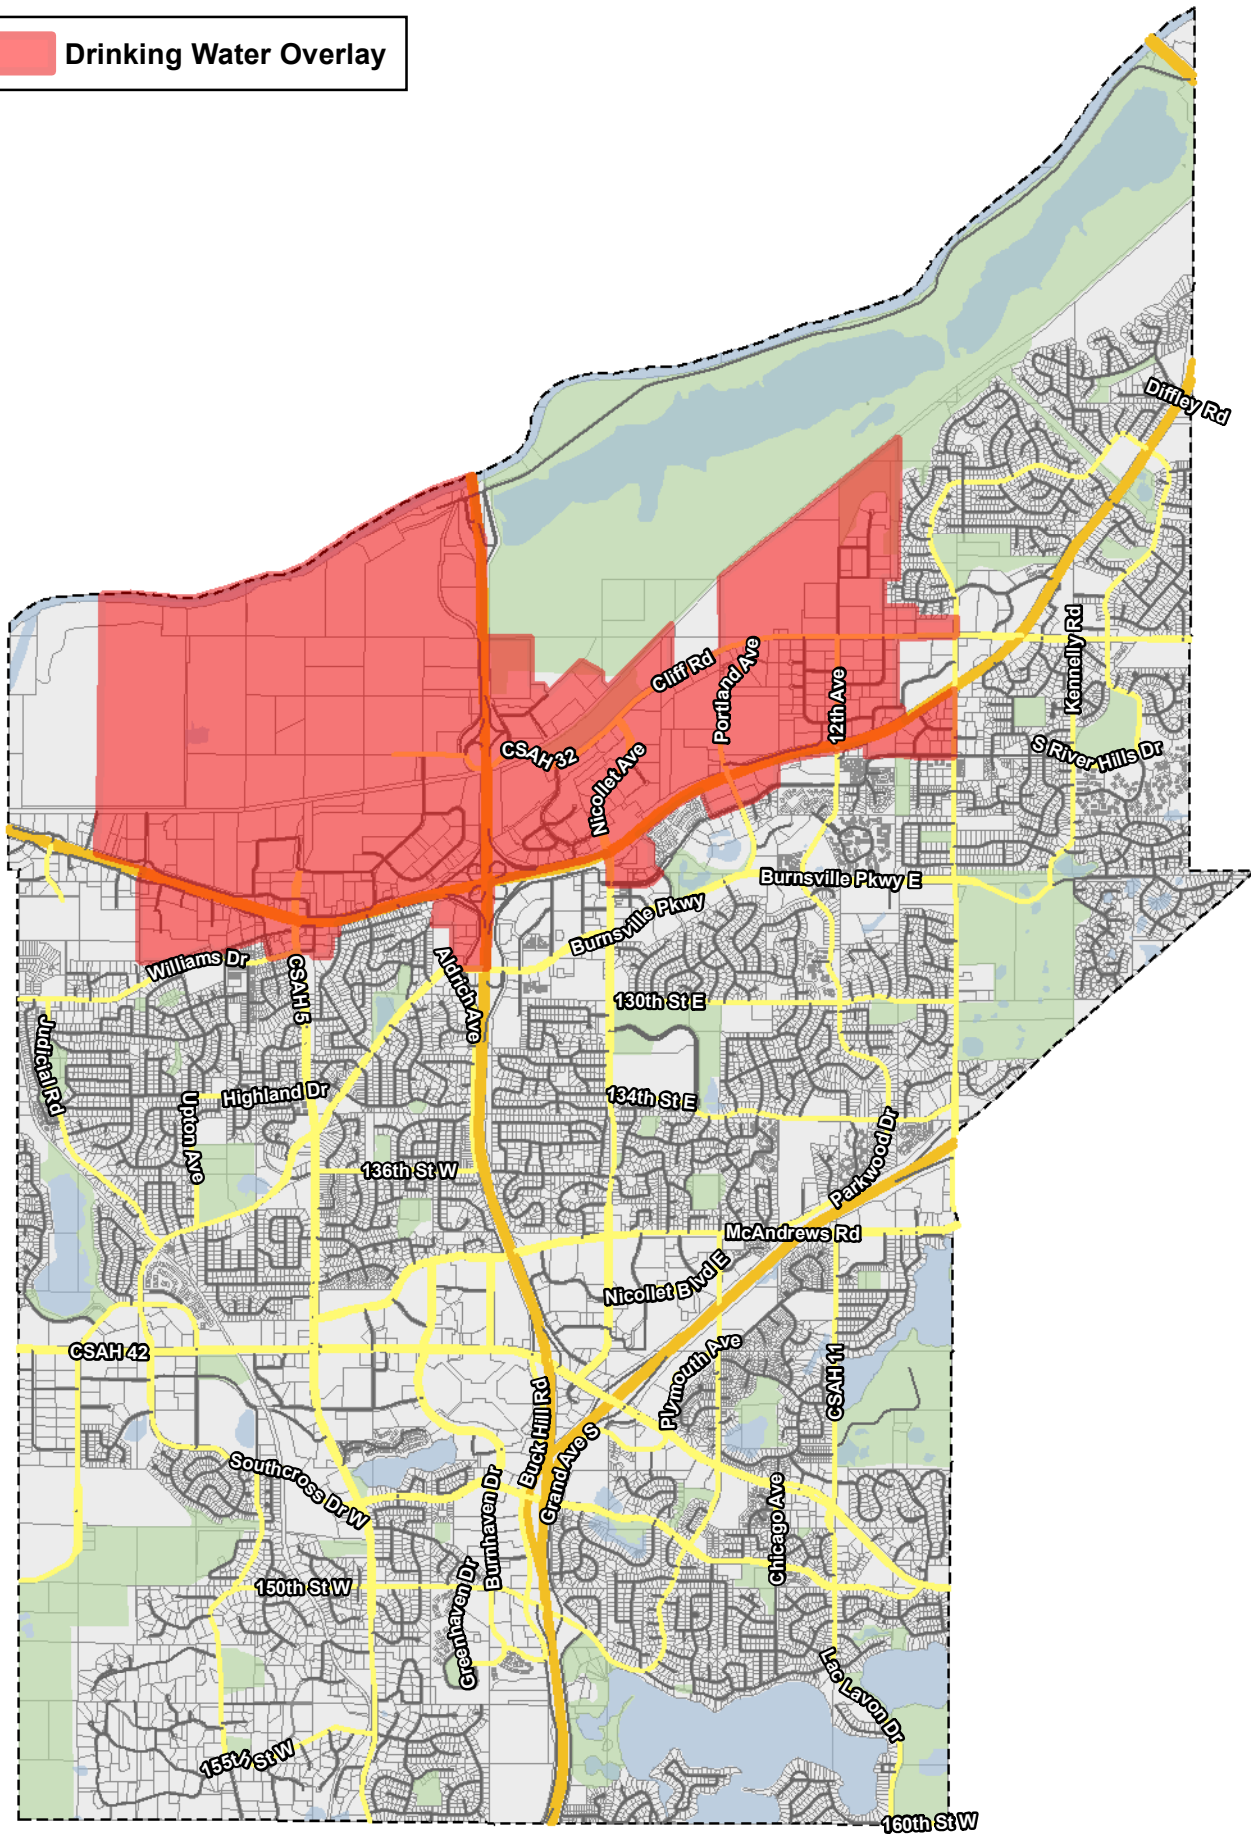 Drinking Water Overlay
Diffley Rd
Kennelly Rd
Cliff Rd
Portland Ave
12th Ave
CSAH 32
S River Hills Dr
Nicollet Ave
Burnsville Pkwy E
Burnsville Pkwy
Williams Dr
CSAH 5
Aldrich Ave
130th St E
Judicial Rd
Highland Dr
134th St E
Upton Ave
Parkwood Dr
136th St W
McAndrews Rd
Nicollet Blvd E
CSAH 42
Plymouth Ave
CSAH 11
Buck Hill Rd
Grand Ave S
Southcross Dr W
Burnhaven Dr
Chicago Ave
150th St W
Greenhaven Dr
Lac Lavon Dr
155th St W
160th St W